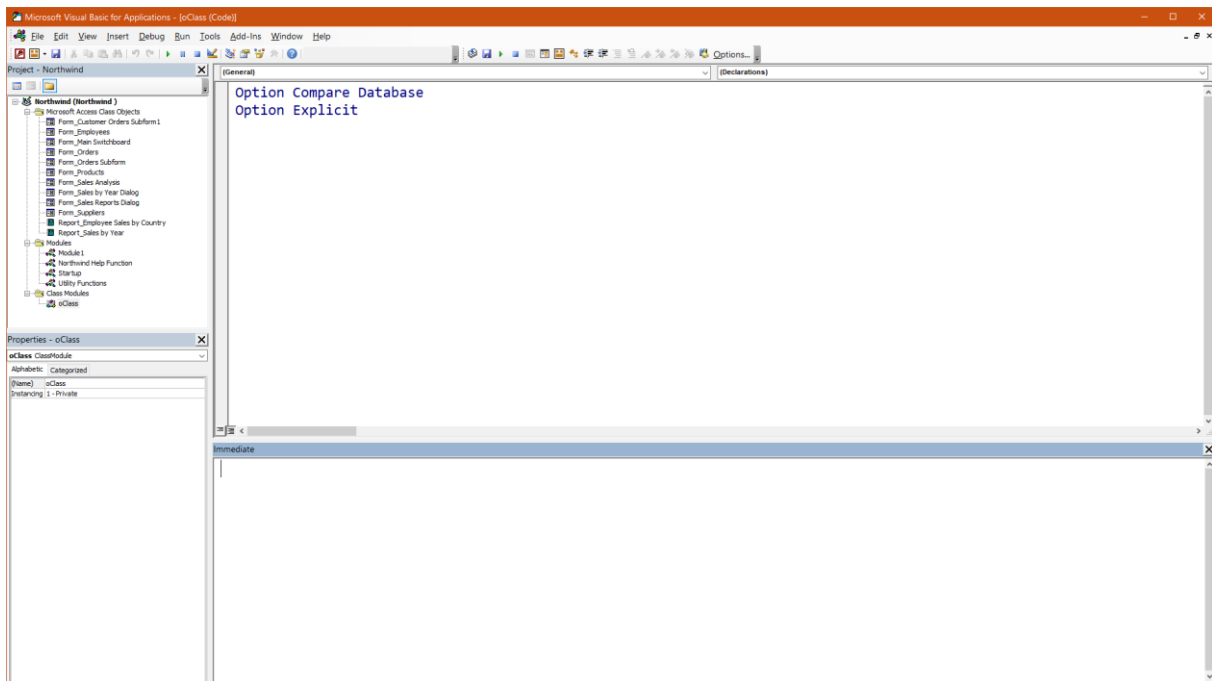 Microsoft Visual Basic for Applications - [oClass (Code)]
File Edit View Insert Debug Run Tools Add-Ins Window Help
Options...
Project - Northwind
Northwind (Northwind )
Microsoft Access Class Objects
Form_Customer Orders Subform1
Form_Employees
Form_Main Switchboard
Form_Orders
Form_Orders Subform
Form_Products
Form_Sales Analysis
Form_Sales by Year Dialog
Form_Sales Reports Dialog
Form_Suppliers
Report_Employee Sales by Country
Report_Sales by Year
Modules
Module1
Northwind Help Function
Startup
Utility Functions
Class Modules
oClass
Properties - oClass
oClass ClassModule
Alphabetic Categorized
(Name) oClass
Instancing 1 - Private
(General) (Declarations)
Option Compare Database
Option Explicit
Immediate